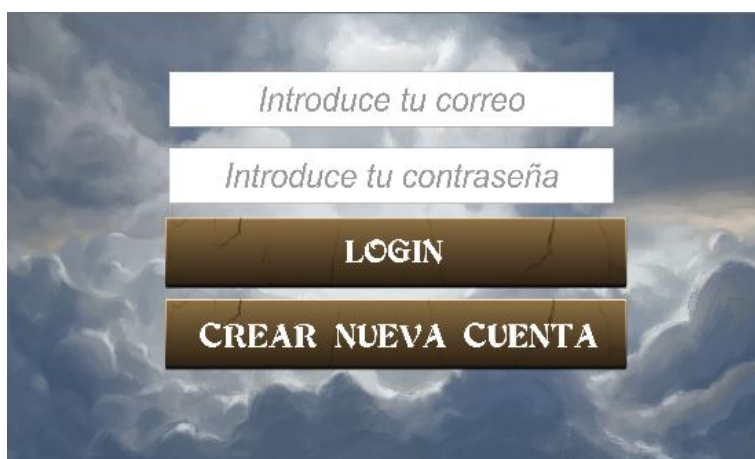 Introduce tu correo
Introduce tu contraseña
LOGIN
CREAR NUEVA CUENTA